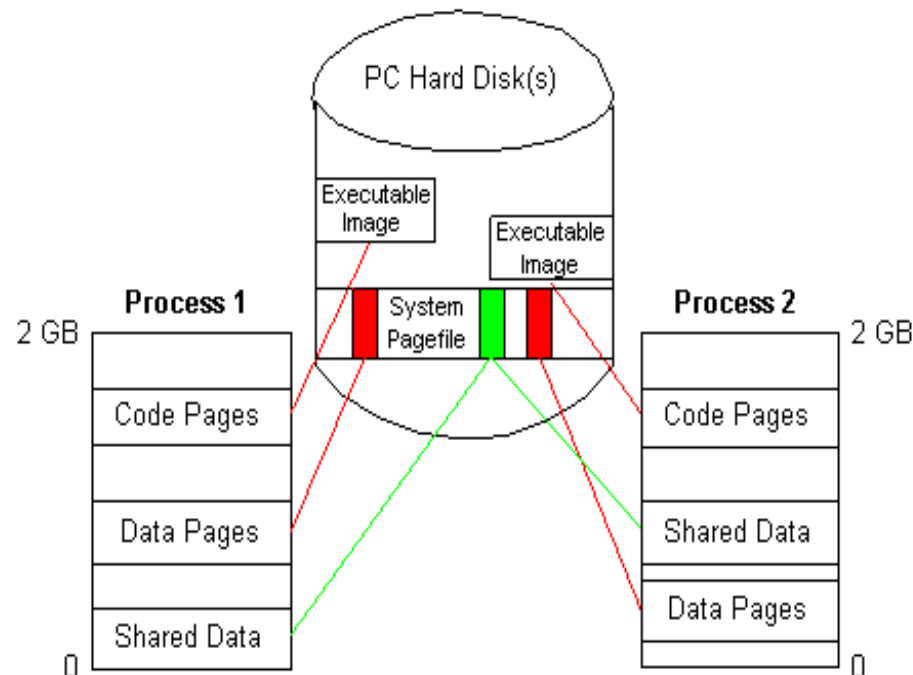 PC Hard Disk(s)
Executable
Image
Executable
Image
System
Pagefile
Process 1
2 GB
Code Pages
Data Pages
Shared Data
0
Process 2
2 GB
Code Pages
Shared Data
Data Pages
0